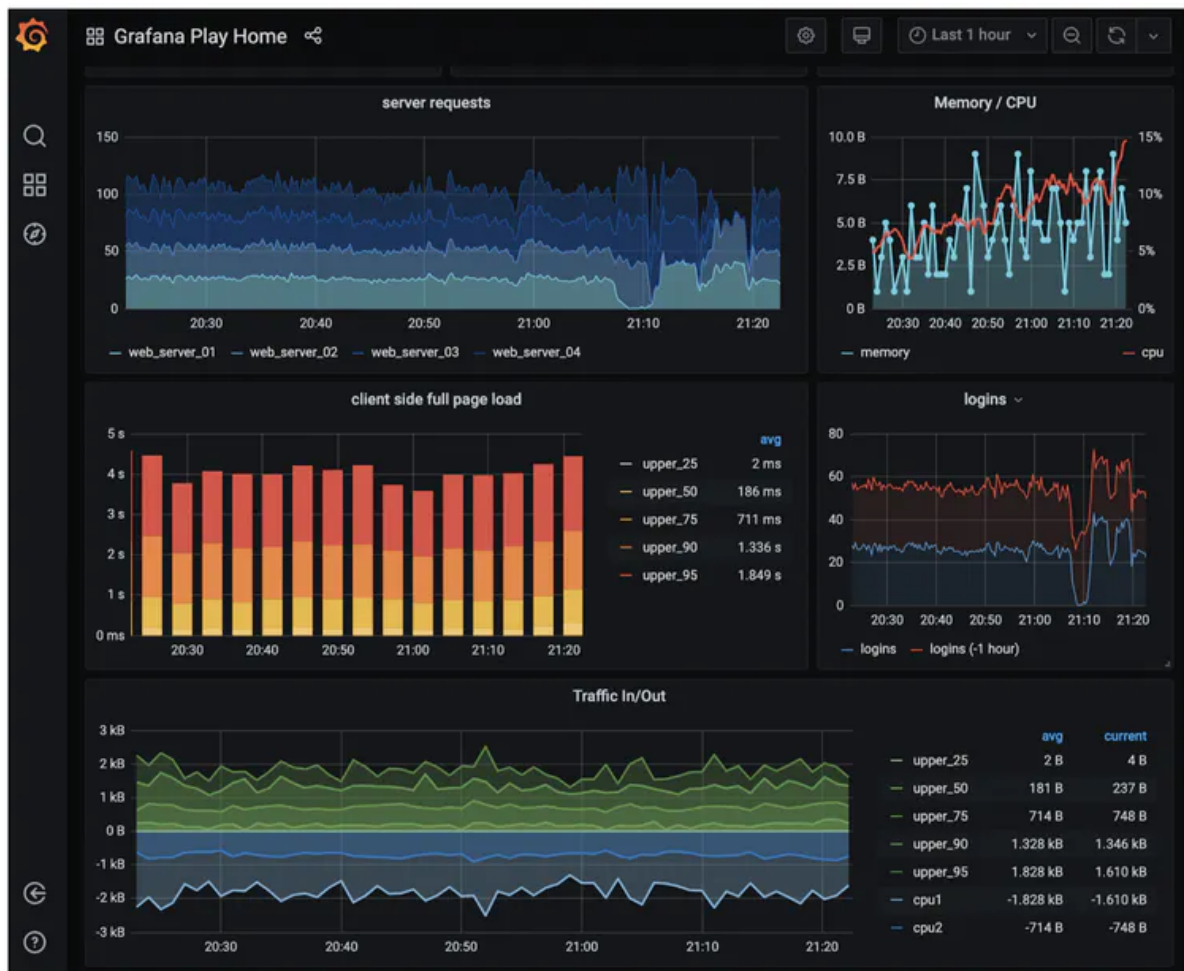 Grafana Play Home
Last 1 hour
server requests
150
100
50
0
20:30 20:40 20:50 21:00 21:10 21:20
web_server_01 web_server_02 web_server_03 web_server_04
Memory / CPU
10.0 B 15%
7.5 B 10%
5.0 B
5%
2.5 B
0 B 0%
20:30 20:40 20:50 21:00 21:10 21:20
memory cpu
client side full page load
5 s
4 s
3 s
2 s
1 s
0 ms
20:30 20:40 20:50 21:00 21:10 21:20
avg
upper_25 2 ms
upper_50 186 ms
upper_75 711 ms
upper_90 1.336 s
upper_95 1.849 s
logins
80
60
40
20
0
20:30 20:40 20:50 21:00 21:10 21:20
logins logins (-1 hour)
Traffic In/Out
3 kB
2 kB
1 kB
0 B
-1 kB
-2 kB
-3 kB
20:30 20:40 20:50 21:00 21:10 21:20
avg current
upper_25 2 B 4 B
upper_50 181 B 237 B
upper_75 714 B 748 B
upper_90 1.328 kB 1.346 kB
upper_95 1.828 kB 1.610 kB
cpu1 -1.828 kB -1.610 kB
cpu2 -714 B -748 B